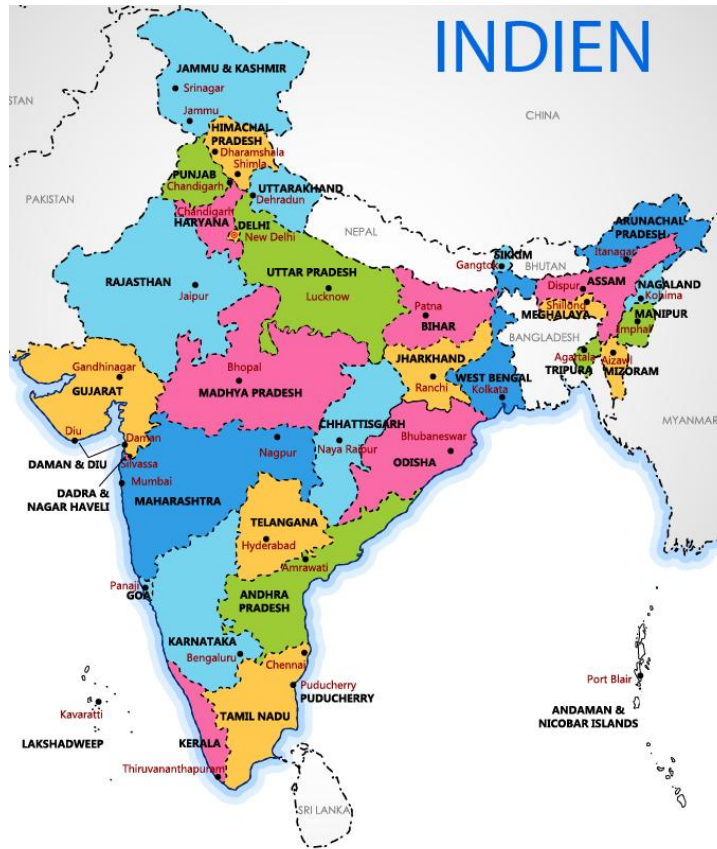 INDIEN
JAMMU & KASHMIR
Srinagar
STAN
Jammu
CHINA
HIMACHAL
PRADESH
Dharamshala
Shimla
PUNJAB
Chandigarh
UTTARAKHAND
Dehradun
PAKISTAN
Chandigarh
HARYANA
DELHI
New Delhi
NEPAL
ARUNACHAL
PRADESH
Itanagar
SIKKIM
Gangtok
BHUTAN
RAJASTHAN
Jaipur
UTTAR PRADESH
Lucknow
Dispur
ASSAM
NAGALAND
Kohima
Shillong
MEGHALAYA
MANIPUR
Imphal
Patna
BIHAR
BANGLADESH
Agartala
TRIPURA
Aizawl
MIZORAM
Gandhinagar
GUJARAT
Bhopal
MADHYA PRADESH
JHARKHAND
Ranchi
WEST BENGAL
Kolkata
MYANMAR
CHHATTISGARH
Naya Raipur
Bhubaneswar
ODISHA
Diu
Daman
DAMAN & DIU
Silvassa
DADRA &
NAGAR HAVELI
Mumbai
Nagpur
MAHARASHTRA
TELANGANA
Hyderabad
Amrawati
Panaji
GOA
ANDHRA
PRADESH
KARNATAKA
Bengaluru
Chennai
Puducherry
PUDUCHERRY
TAMIL NADU
Port Blair
ANDAMAN &
NICOBAR ISLANDS
Kavaratti
LAKSHADWEEP
KERALA
Thiruvananthapuram
SRI LANKA